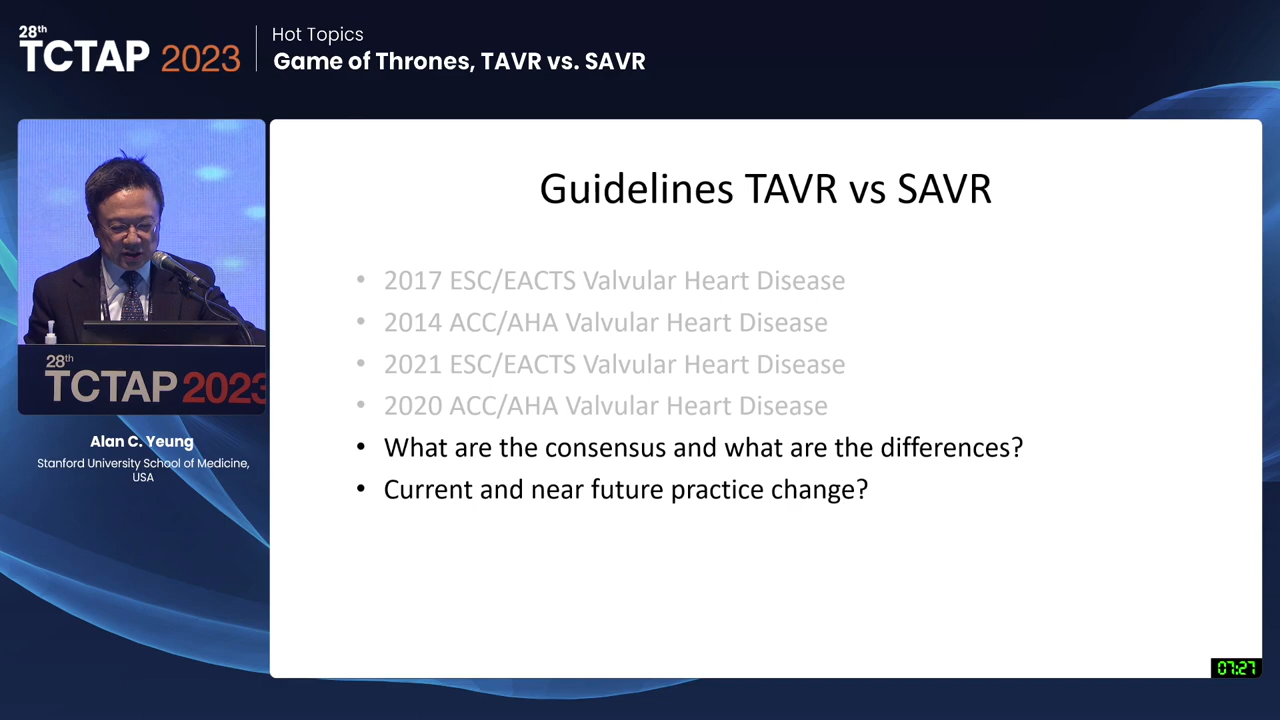 28th
TCTAP 2023
Hot Topics
Game of Thrones, TAVR vs. SAVR
28th
TCTAP 2023
Alan C. Yeung
Stanford University School of Medicine,
USA
Guidelines TAVR vs SAVR
• 2017 ESC/EACTS Valvular Heart Disease
• 2014 ACC/AHA Valvular Heart Disease
• 2021 ESC/EACTS Valvular Heart Disease
• 2020 ACC/AHA Valvular Heart Disease
• What are the consensus and what are the differences?
• Current and near future practice change?
07:27